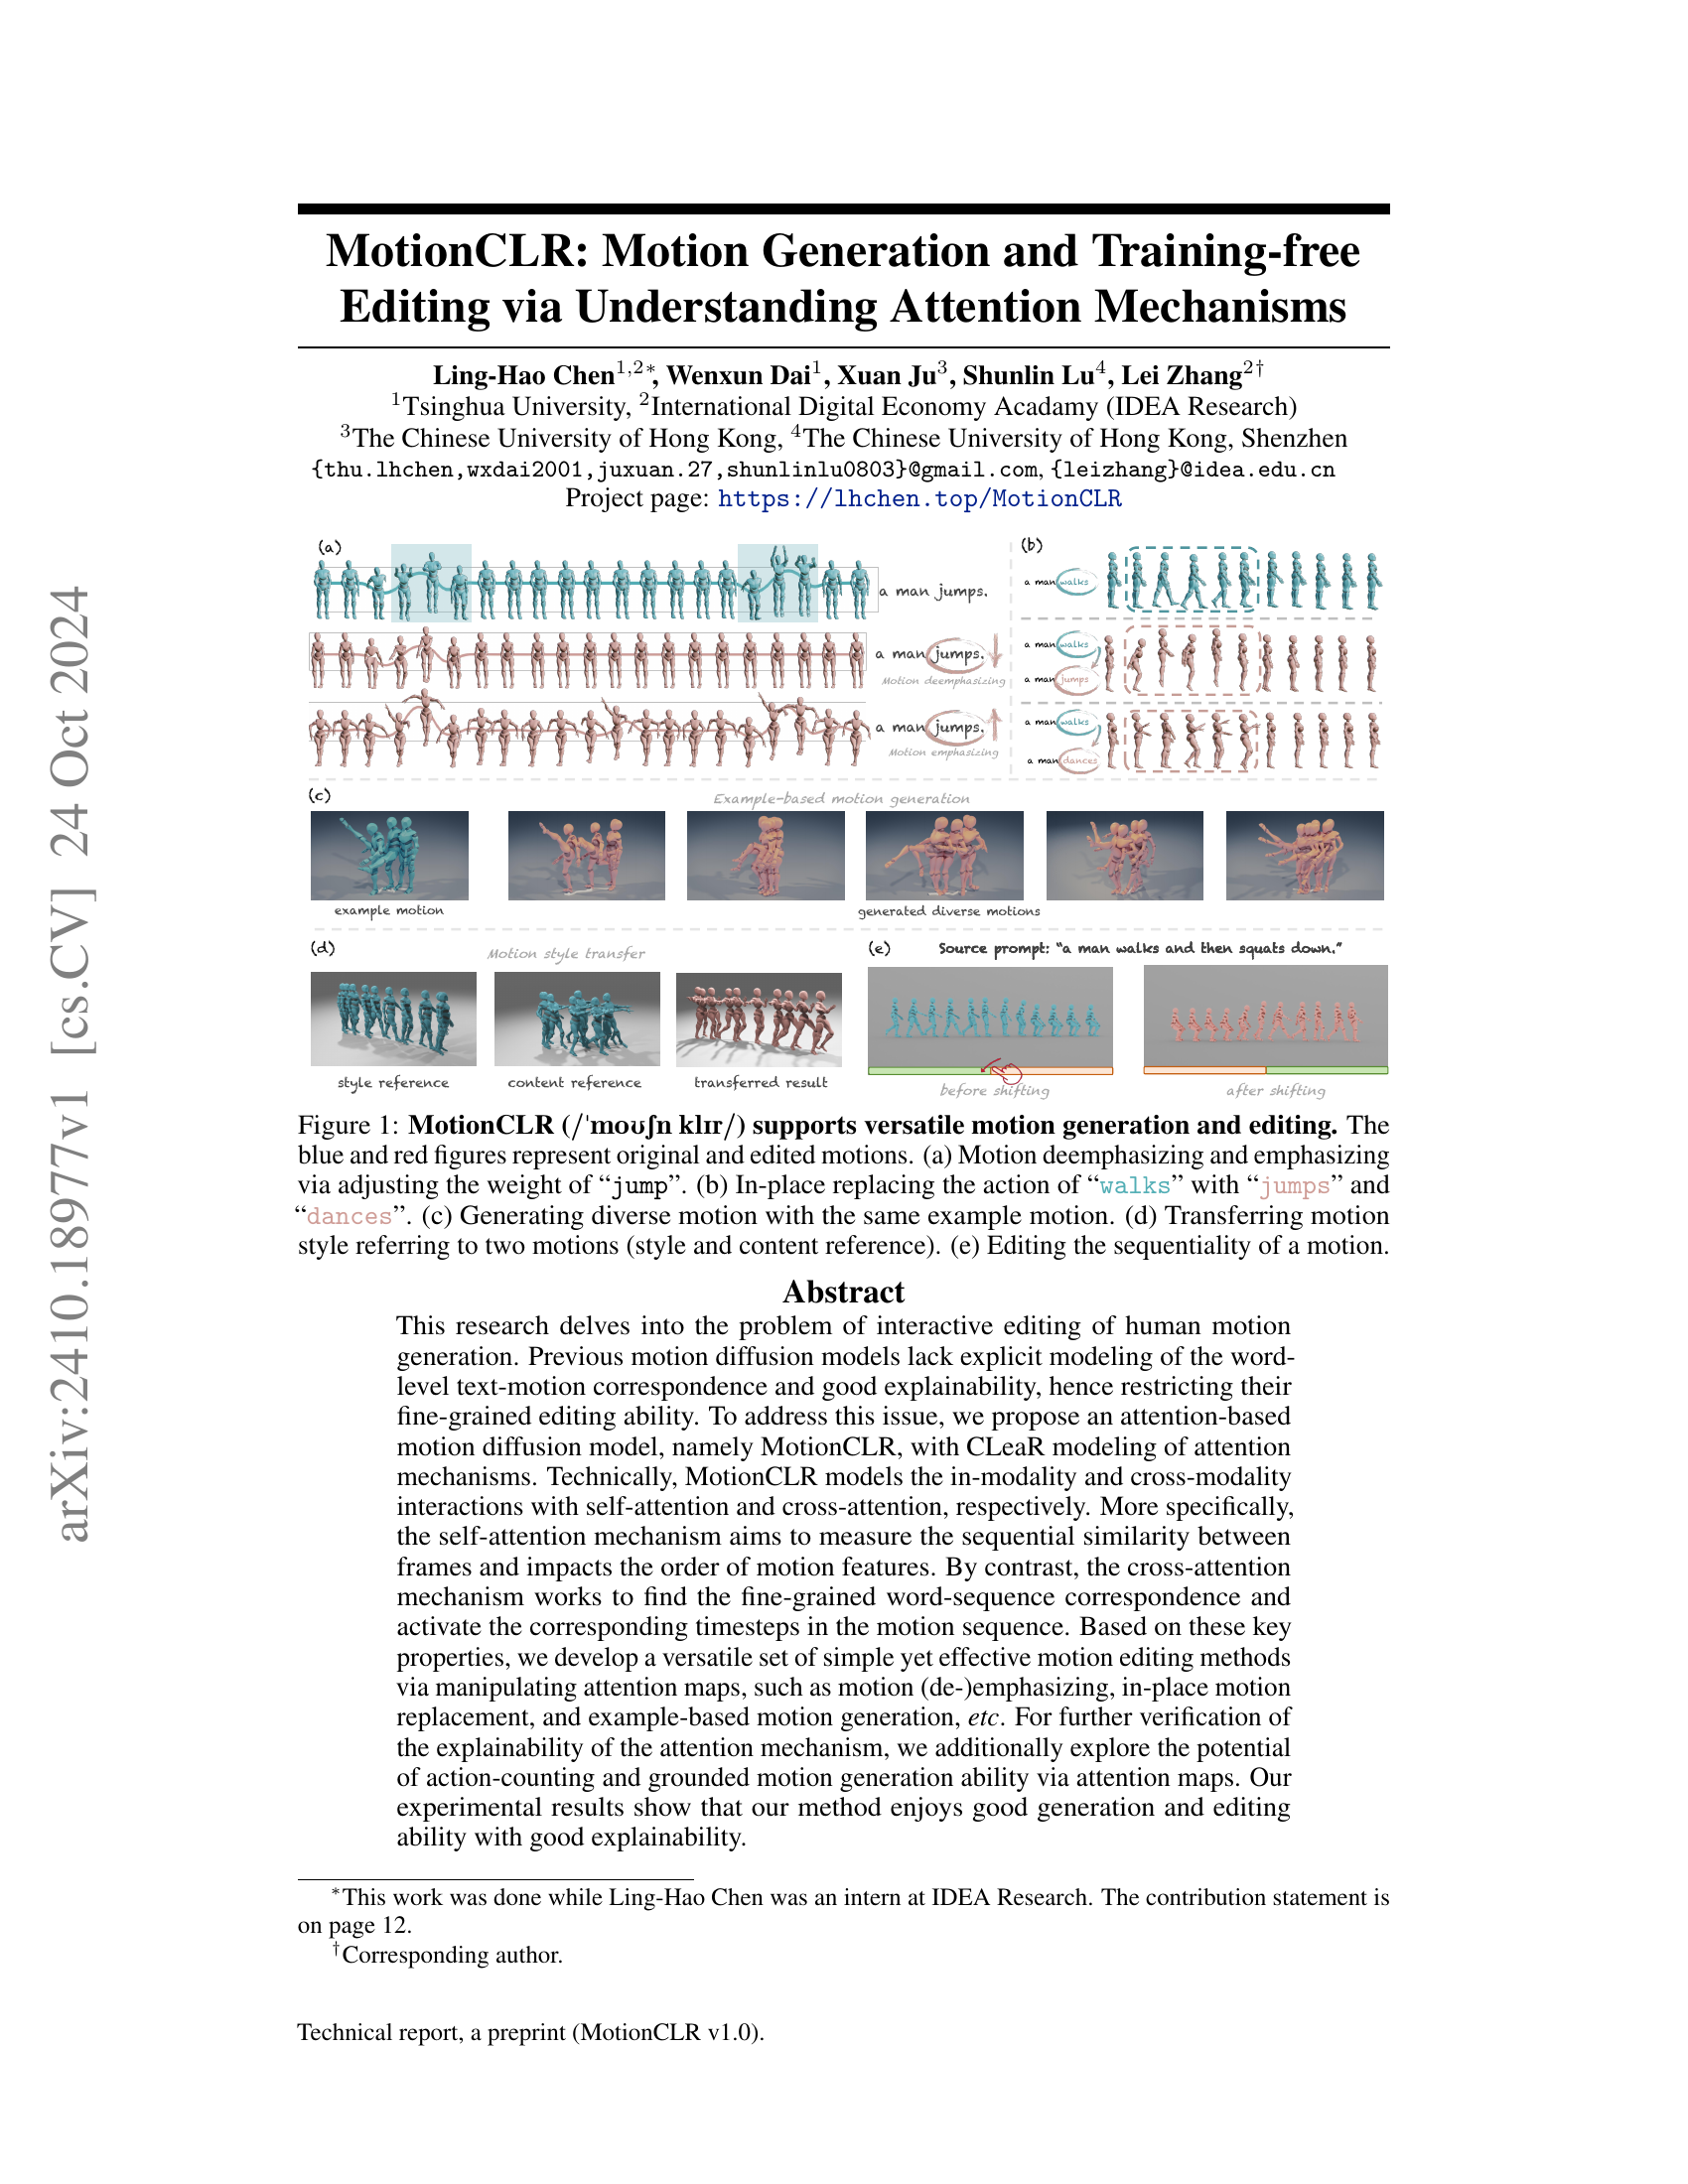 arXiv:2410.18977v1 [cs.CV] 24 Oct 2024
MotionCLR: Motion Generation and Training-free
Editing via Understanding Attention Mechanisms
Ling-Hao Chen1,2*, Wenxun Dai1, Xuan Ju3, Shunlin Lu4, Lei Zhang2†
1Tsinghua University, 2International Digital Economy Acadamy (IDEA Research)
3The Chinese University of Hong Kong, 4The Chinese University of Hong Kong, Shenzhen
{thu.lhchen,wxdai2001,juxuan.27,shunlinlu0803}@gmail.com, {leizhang}@idea.edu.cn
Project page: https://lhchen.top/MotionCLR
(a)
a man jumps.
a man jumps. ↓
Motion deemphasizing
a man jumps. ↑
Motion emphasizing
(b)
a man walks
a man walks
a man jumps
a man walks
a man dances
(c)
Example-based motion generation
example motion
generated diverse motions
(d)
Motion style transfer
style reference
content reference
transferred result
(e)
Source prompt: "a man walks and then squats down."
before shifting
after shifting
Figure 1: MotionCLR (/ˈmoʊʃn klɪr/) supports versatile motion generation and editing. The
blue and red figures represent original and edited motions. (a) Motion deemphasizing and emphasizing
via adjusting the weight of “jump”. (b) In-place replacing the action of “walks” with “jumps” and
“dances”. (c) Generating diverse motion with the same example motion. (d) Transferring motion
style referring to two motions (style and content reference). (e) Editing the sequentiality of a motion.
Abstract
This research delves into the problem of interactive editing of human motion
generation. Previous motion diffusion models lack explicit modeling of the word-
level text-motion correspondence and good explainability, hence restricting their
fine-grained editing ability. To address this issue, we propose an attention-based
motion diffusion model, namely MotionCLR, with CLeaR modeling of attention
mechanisms. Technically, MotionCLR models the in-modality and cross-modality
interactions with self-attention and cross-attention, respectively. More specifically,
the self-attention mechanism aims to measure the sequential similarity between
frames and impacts the order of motion features. By contrast, the cross-attention
mechanism works to find the fine-grained word-sequence correspondence and
activate the corresponding timesteps in the motion sequence. Based on these key
properties, we develop a versatile set of simple yet effective motion editing methods
via manipulating attention maps, such as motion (de-)emphasizing, in-place motion
replacement, and example-based motion generation, etc. For further verification of
the explainability of the attention mechanism, we additionally explore the potential
of action-counting and grounded motion generation ability via attention maps. Our
experimental results show that our method enjoys good generation and editing
ability with good explainability.
*This work was done while Ling-Hao Chen was an intern at IDEA Research. The contribution statement is
on page 12.
†Corresponding author.
Technical report, a preprint (MotionCLR v1.0).